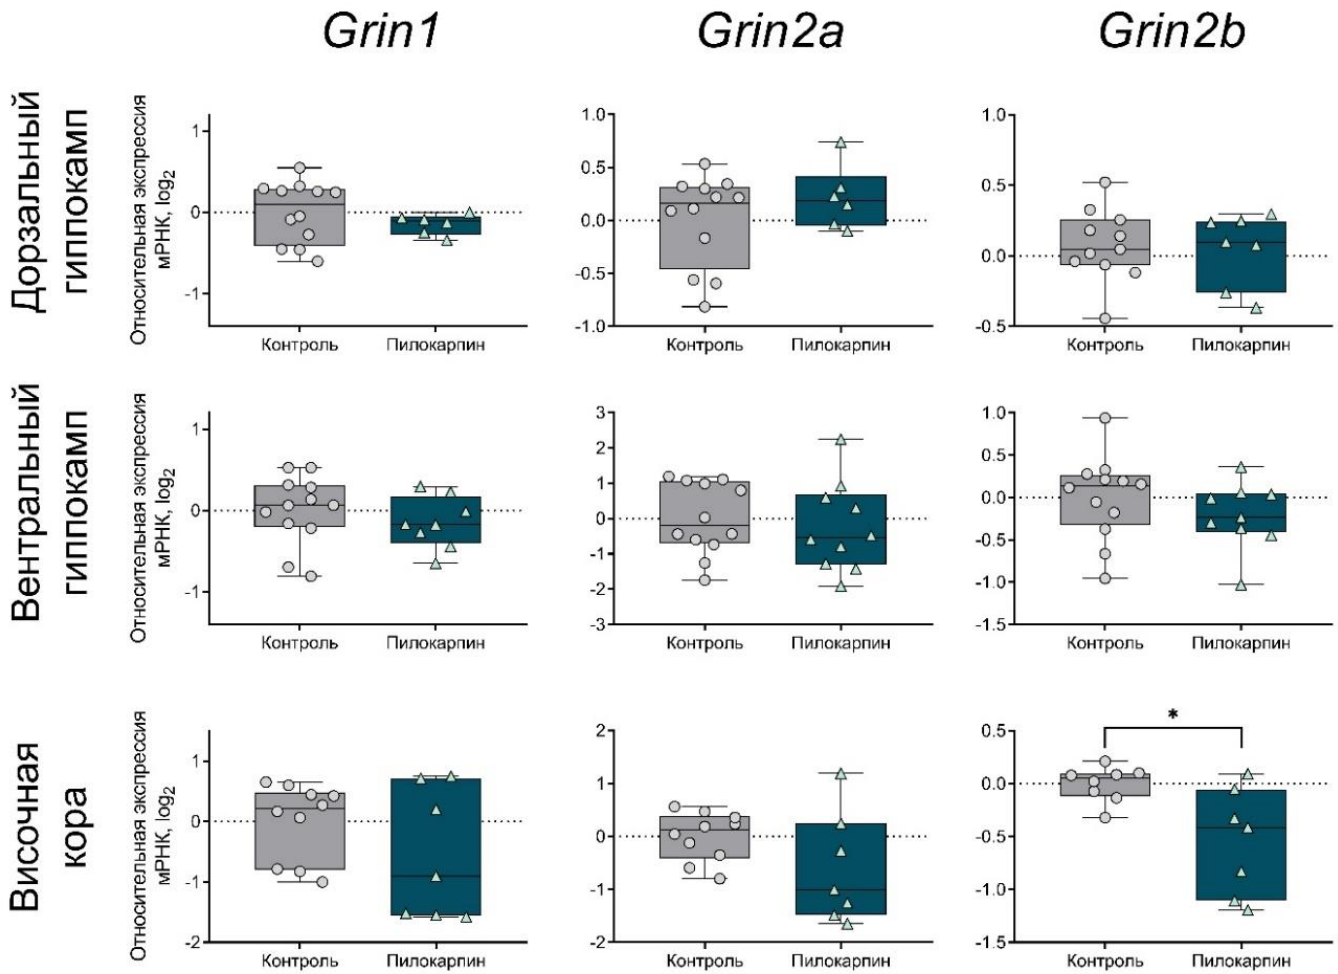 Grin1 Grin2a Grin2b
Дорзальный
гиппокамп
Относительная экспрессия
мРНК, log2
1
0
-1
Контроль Пилокарпин
1.0
0.5
0.0
-0.5
-1.0
Контроль Пилокарпин
1.0
0.5
0.0
-0.5
Контроль Пилокарпин
Вентральный
гиппокамп
Относительная экспрессия
мРНК, log2
1
0
-1
Контроль Пилокарпин
3
2
1
0
-1
-2
-3
Контроль Пилокарпин
1.0
0.5
0.0
-0.5
-1.0
-1.5
Контроль Пилокарпин
Височная
кора
Относительная экспрессия
мРНК, log2
1
0
-1
-2
Контроль Пилокарпин
2
1
0
-1
-2
Контроль Пилокарпин
*
0.5
0.0
-0.5
-1.0
-1.5
Контроль Пилокарпин